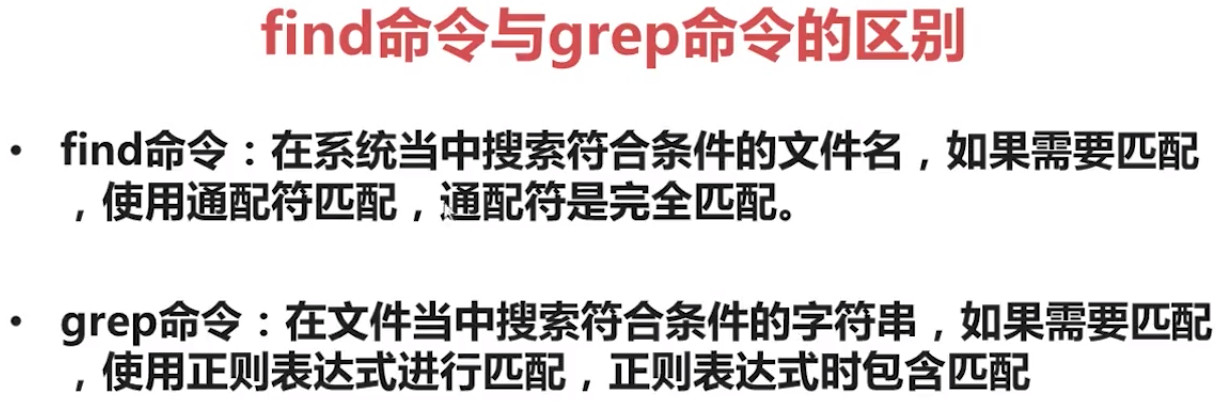 find命令与grep命令的区别
• find命令：在系统当中搜索符合条件的文件名，如果需要匹配
，使用通配符匹配，通配符是完全匹配。
• grep命令：在文件当中搜索符合条件的字符串，如果需要匹配
，使用正则表达式进行匹配，正则表达式时包含匹配